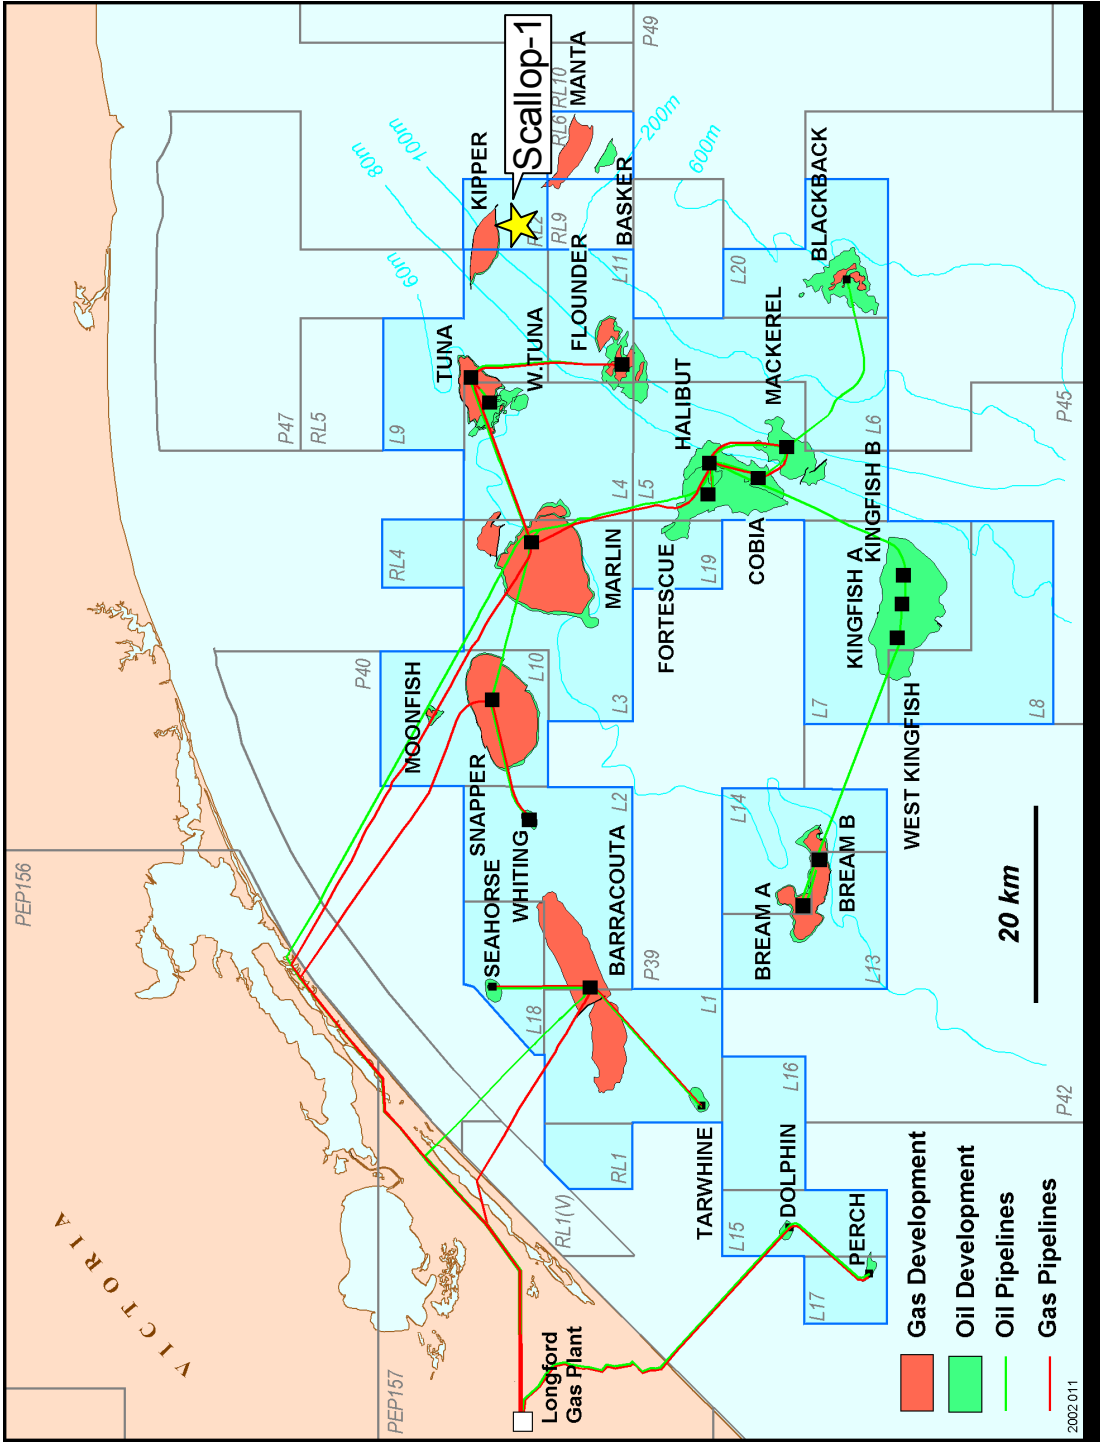 VICTORIA
PEP156
PEP157
Longford
Gas Plant
P47
RL5
P49
P40
P39
P42
P45
L9
RL4
L10
L4
L5
L3
L2
L1
L18
RL1
RL1(V)
L19
L20
L11
RL2
RL9
RL6
RL10
L6
L7
L8
L14
L13
L16
L15
L17
60m
80m
100m
200m
600m
Scallop-1
KIPPER
MANTA
BASKER
FLOUNDER
TUNA
W.TUNA
BLACKBACK
MACKEREL
HALIBUT
COBIA
FORTESCUE
MARLIN
KINGFISH B
KINGFISH A
WEST KINGFISH
MOONFISH
SNAPPER
WHITING
SEAHORSE
BARRACOUTA
BREAM A
BREAM B
TARWHINE
DOLPHIN
PERCH
20 km
Gas Development
Oil Development
Oil Pipelines
Gas Pipelines
2002 011